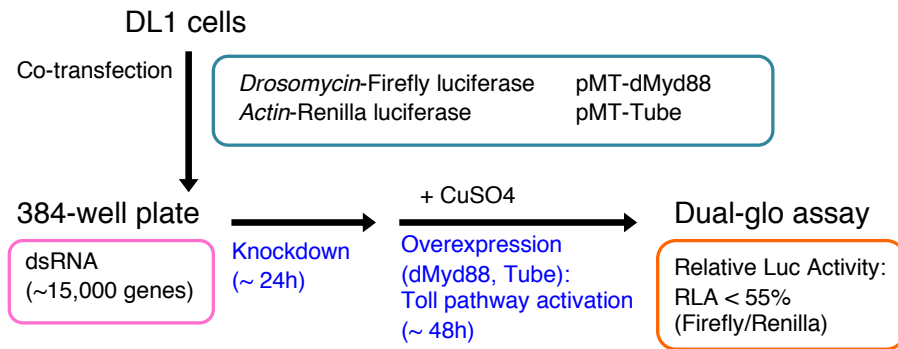 DL1 cells
Co-transfection
Drosomycin-Firefly luciferase pMT-dMyd88
Actin-Renilla luciferase pMT-Tube
384-well plate
dsRNA
(~15,000 genes)
Knockdown
(~ 24h)
+ CuSO4
Overexpression
(dMyd88, Tube):
Toll pathway activation
(~ 48h)
Dual-glo assay
Relative Luc Activity:
RLA < 55%
(Firefly/Renilla)